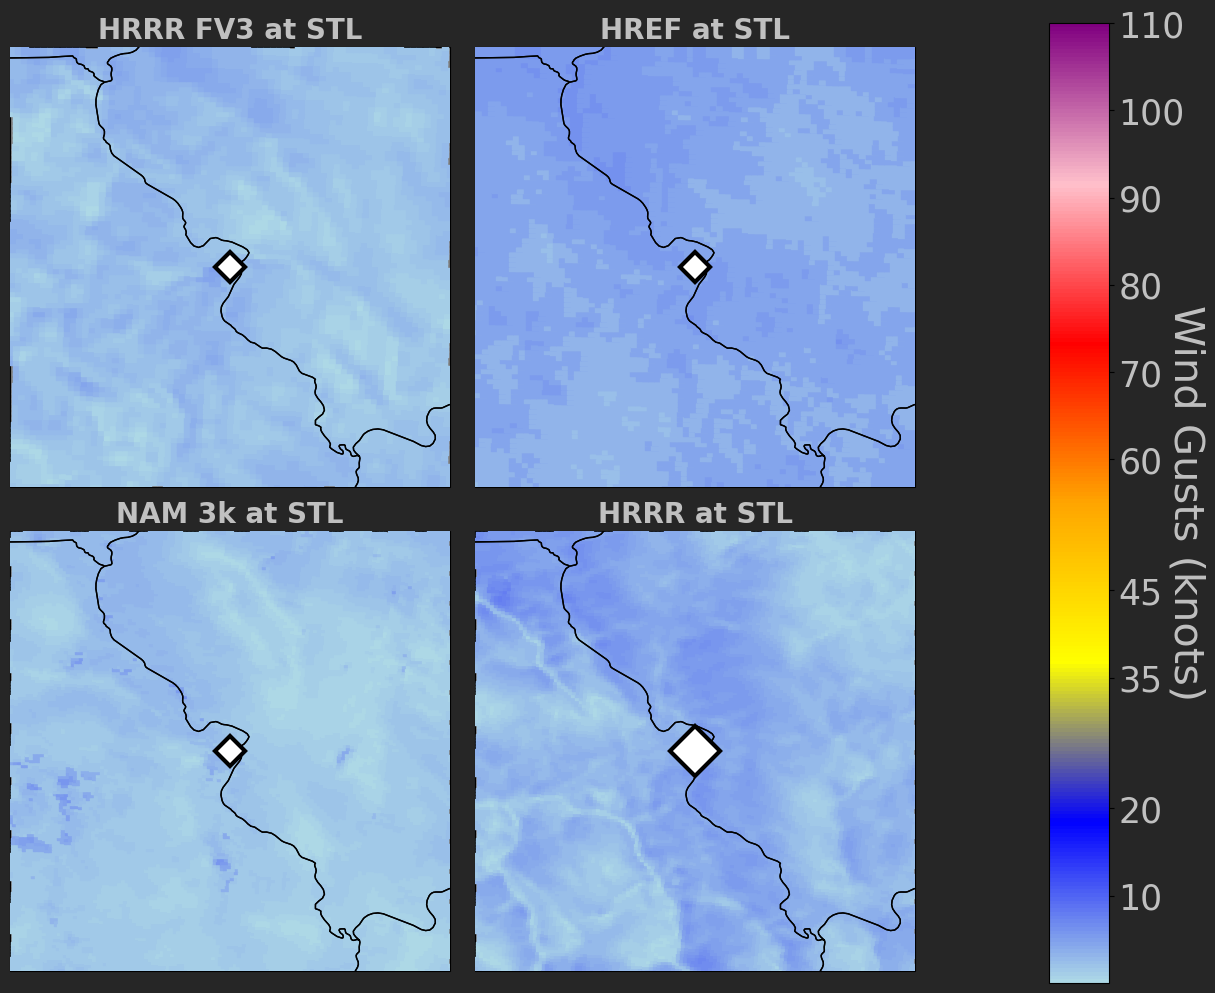 HRRR FV3 at STL
HREF at STL
NAM 3k at STL
HRRR at STL
110
100
90
80
70
60
45
35
20
10
Wind Gusts (knots)